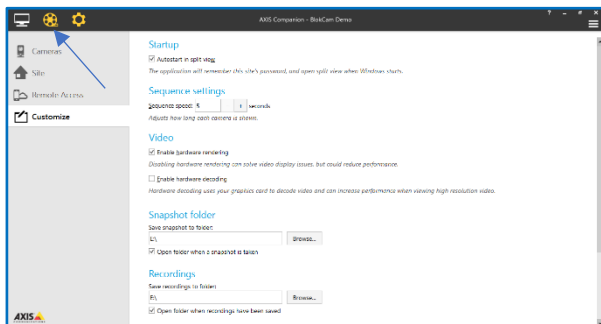 AXIS Companion - BlokCam Demo
?
Cameras
Site
Remote Access
Customize
Startup
Autostart in split view
The application will remember this site's password, and open split view when Windows starts.
Sequence settings
Sequence speed: 5 seconds
Adjusts how long each camera is shown.
Video
Enable hardware rendering
Disabling hardware rendering can solve video display issues, but could reduce performance.
Enable hardware decoding
Hardware decoding uses your graphics card to decode video and can increase performance when viewing high resolution video.
Snapshot folder
Save snapshot to folder:
Browse...
Open folder when a snapshot is taken
Recordings
Save recordings to folder:
Browse...
Open folder when recordings have been saved
AXIS